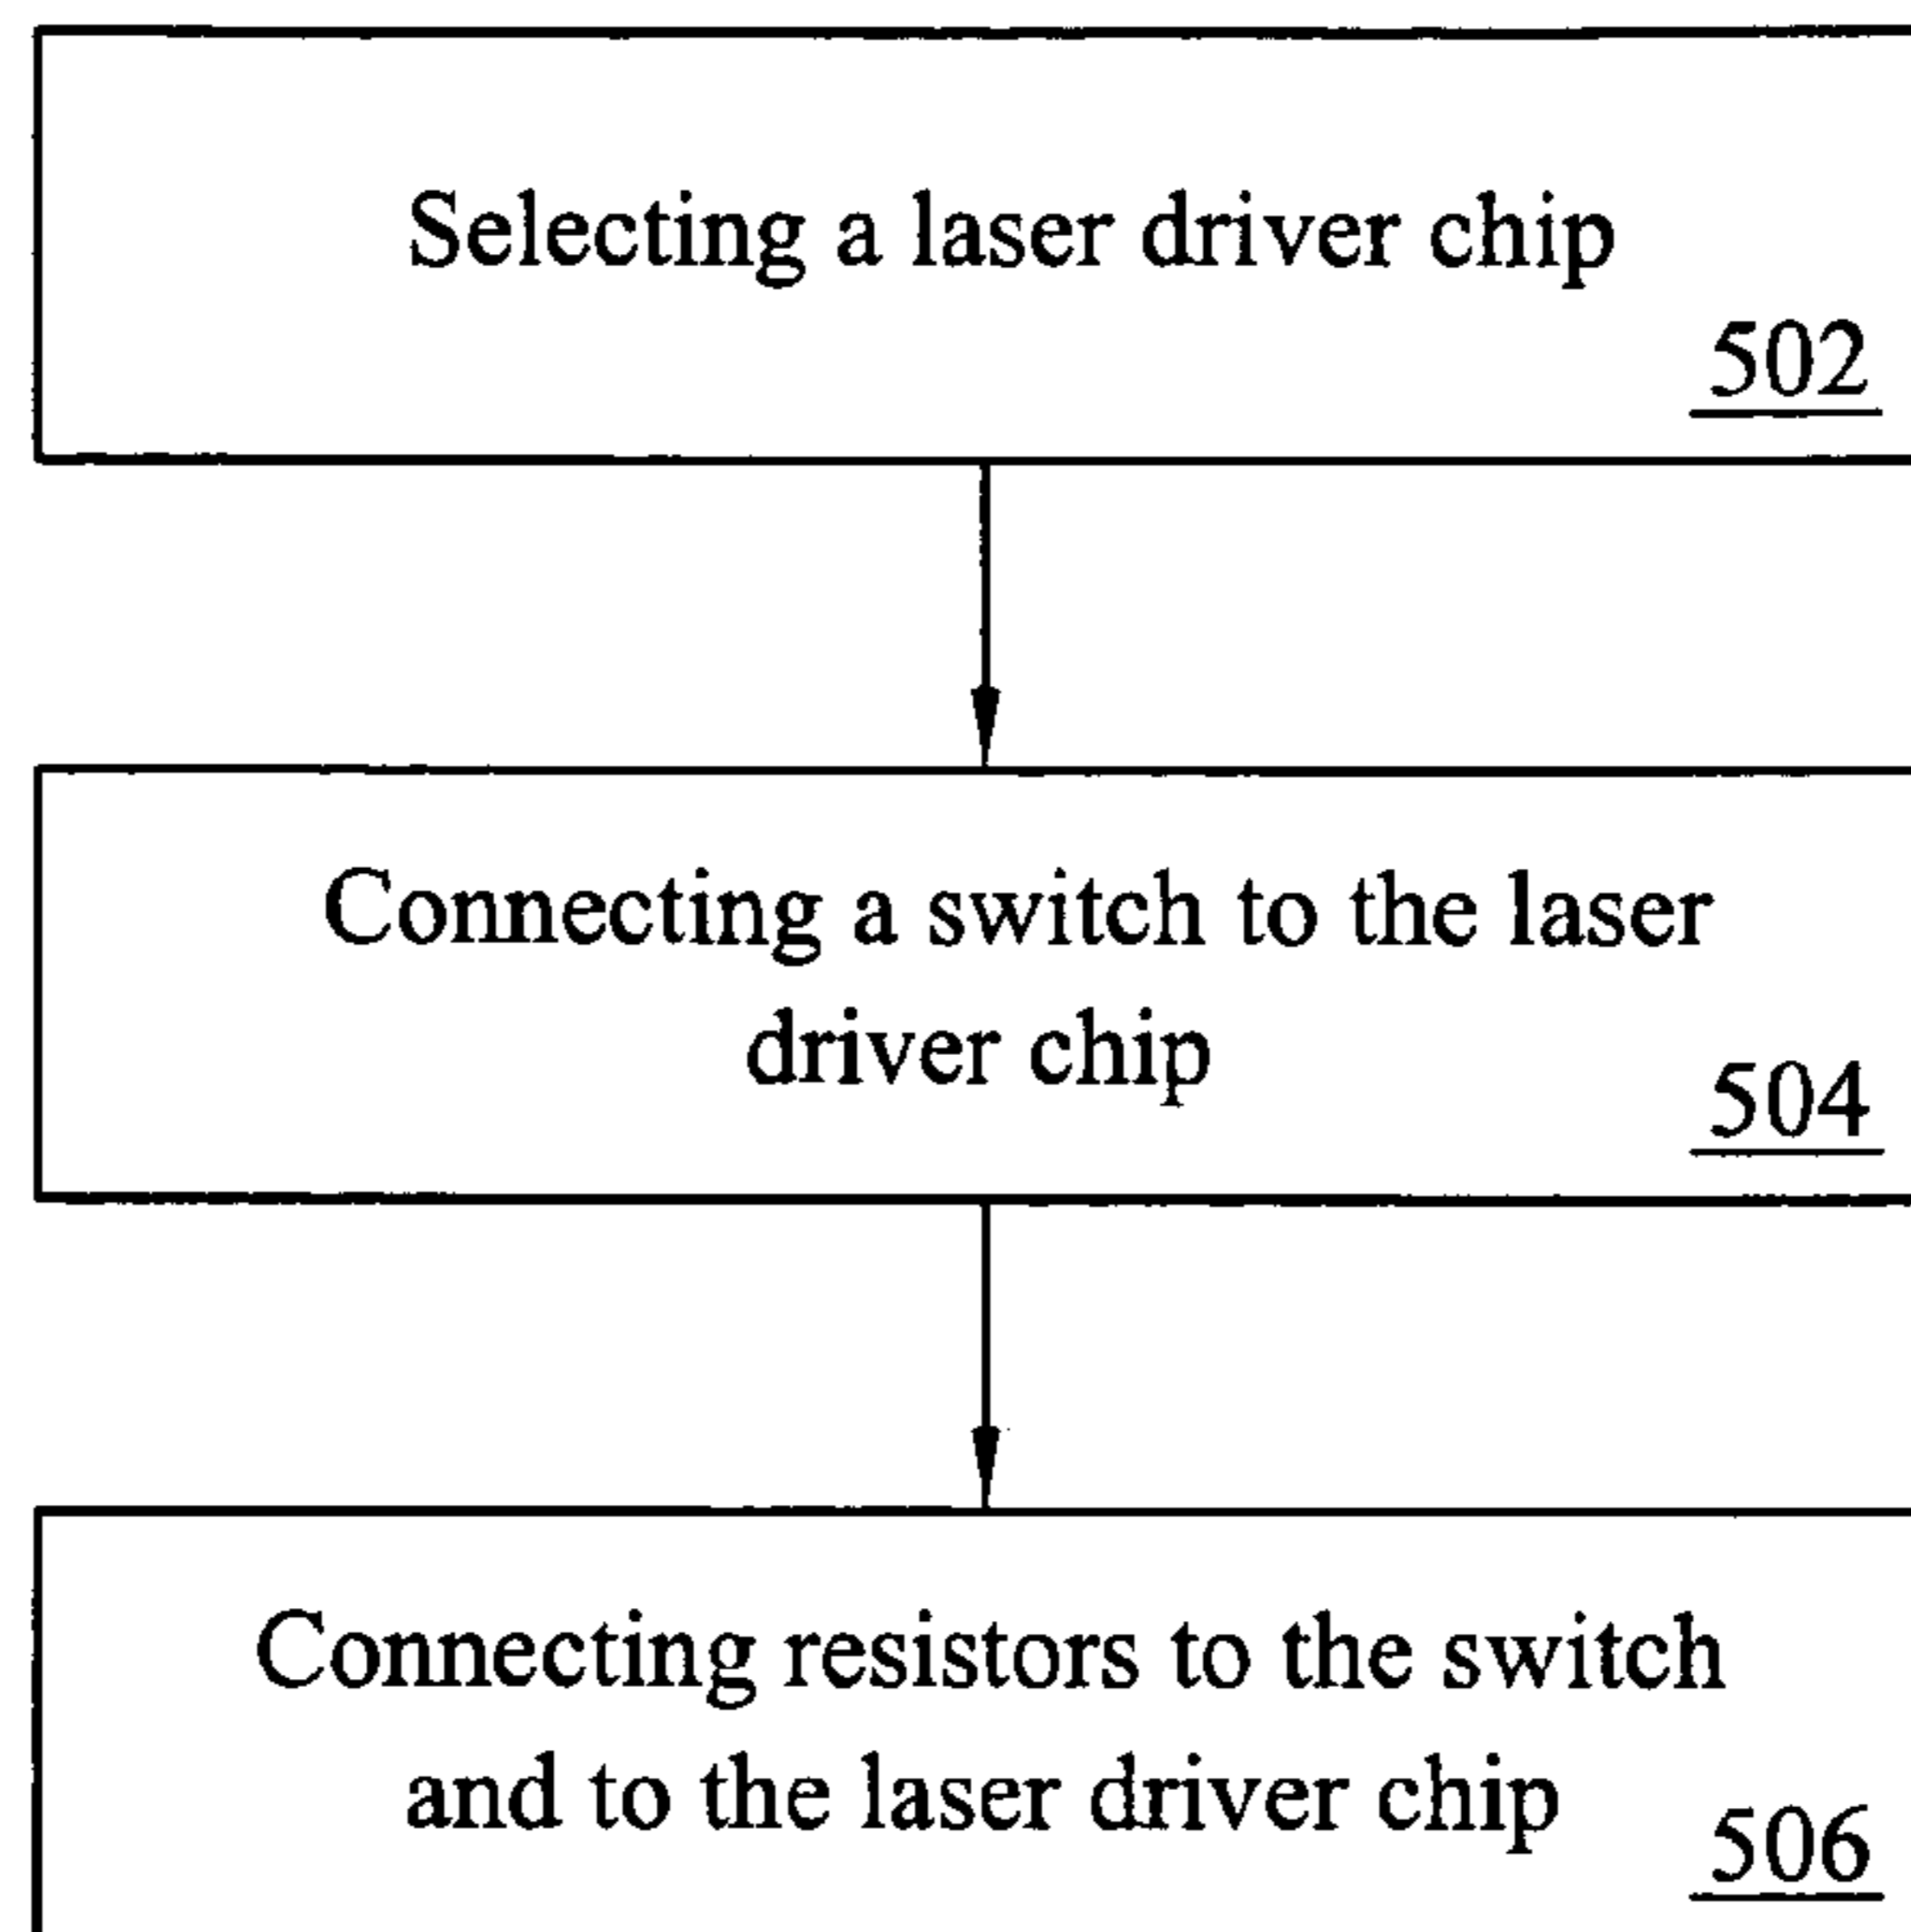 Selecting a laser driver chip
502
Connecting a switch to the laser
driver chip
504
Connecting resistors to the switch
and to the laser driver chip
506